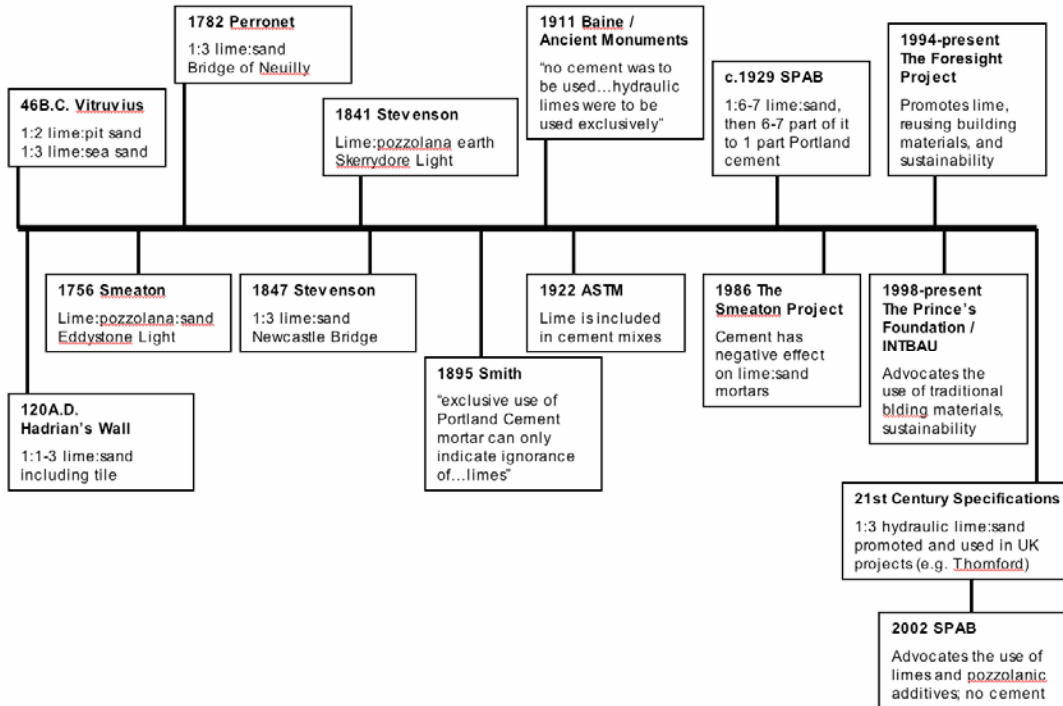 46B.C. Vitruvius
1:2 lime:pit sand
1:3 lime:sea sand
1782 Perronet
1:3 lime:sand
Bridge of Neuilly
1841 Stevenson
Lime:pozzolana earth
Skerrydore Light
1911 Baine /
Ancient Monuments
“no cement was to
be used…hydraulic
limes were to be
used exclusively”
c.1929 SPAB
1:6-7 lime:sand,
then 6-7 part of it
to 1 part Portland
cement
1994-present
The Foresight
Project
Promotes lime,
reusing building
materials, and
sustainability
120A.D.
Hadrian’s Wall
1:1-3 lime:sand
including tile
1756 Smeaton
Lime:pozzolana:sand
Eddystone Light
1847 Stevenson
1:3 lime:sand
Newcastle Bridge
1895 Smith
“exclusive use of
Portland Cement
mortar can only
indicate ignorance
of…limes”
1922 ASTM
Lime is included
in cement mixes
1986 The
Smeaton Project
Cement has
negative effect
on lime:sand
mortars
1998-present
The Prince’s
Foundation /
INTBAU
Advocates the
use of traditional
blding materials,
sustainability
21st Century Specifications
1:3 hydraulic lime:sand
promoted and used in UK
projects (e.g. Thornford)
2002 SPAB
Advocates the use of
limes and pozzolanic
additives; no cement